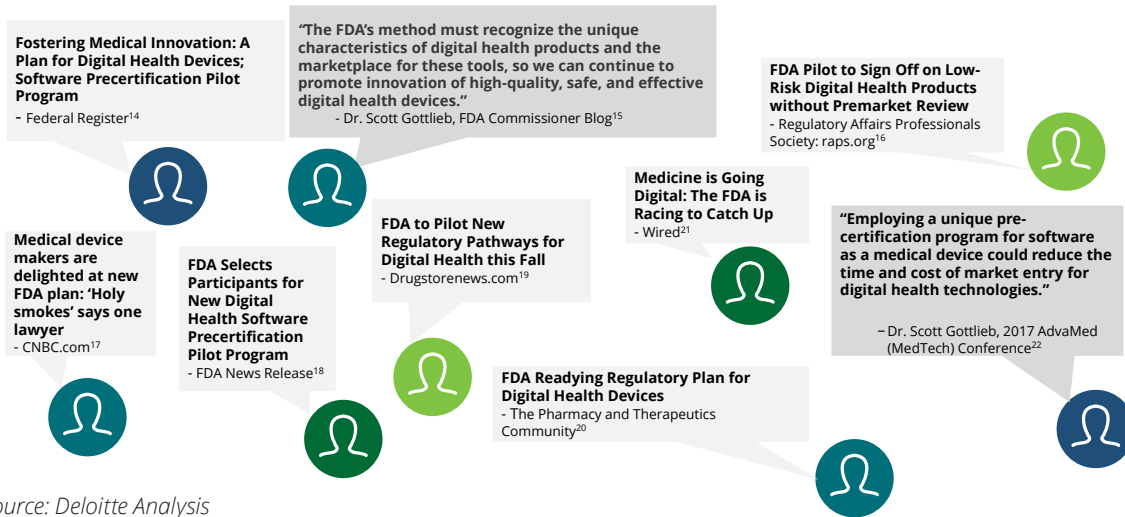 Fostering Medical Innovation: A
Plan for Digital Health Devices;
Software Precertification Pilot
Program
- Federal Register14
“The FDA’s method must recognize the unique
characteristics of digital health products and the
marketplace for these tools, so we can continue to
promote innovation of high-quality, safe, and effective
digital health devices.”
- Dr. Scott Gottlieb, FDA Commissioner Blog15
FDA Pilot to Sign Off on Low-
Risk Digital Health Products
without Premarket Review
- Regulatory Affairs Professionals
Society: raps.org16
Medical device
makers are
delighted at new
FDA plan: ‘Holy
smokes’ says one
lawyer
- CNBC.com17
FDA Selects
Participants for
New Digital
Health Software
Precertification
Pilot Program
- FDA News Release18
FDA to Pilot New
Regulatory Pathways for
Digital Health this Fall
- Drugstorenews.com19
Medicine is Going
Digital: The FDA is
Racing to Catch Up
- Wired21
“Employing a unique pre-
certification program for software
as a medical device could reduce the
time and cost of market entry for
digital health technologies.”
– Dr. Scott Gottlieb, 2017 AdvaMed
(MedTech) Conference22
FDA Readying Regulatory Plan for
Digital Health Devices
- The Pharmacy and Therapeutics
Community20
ource: Deloitte Analysis